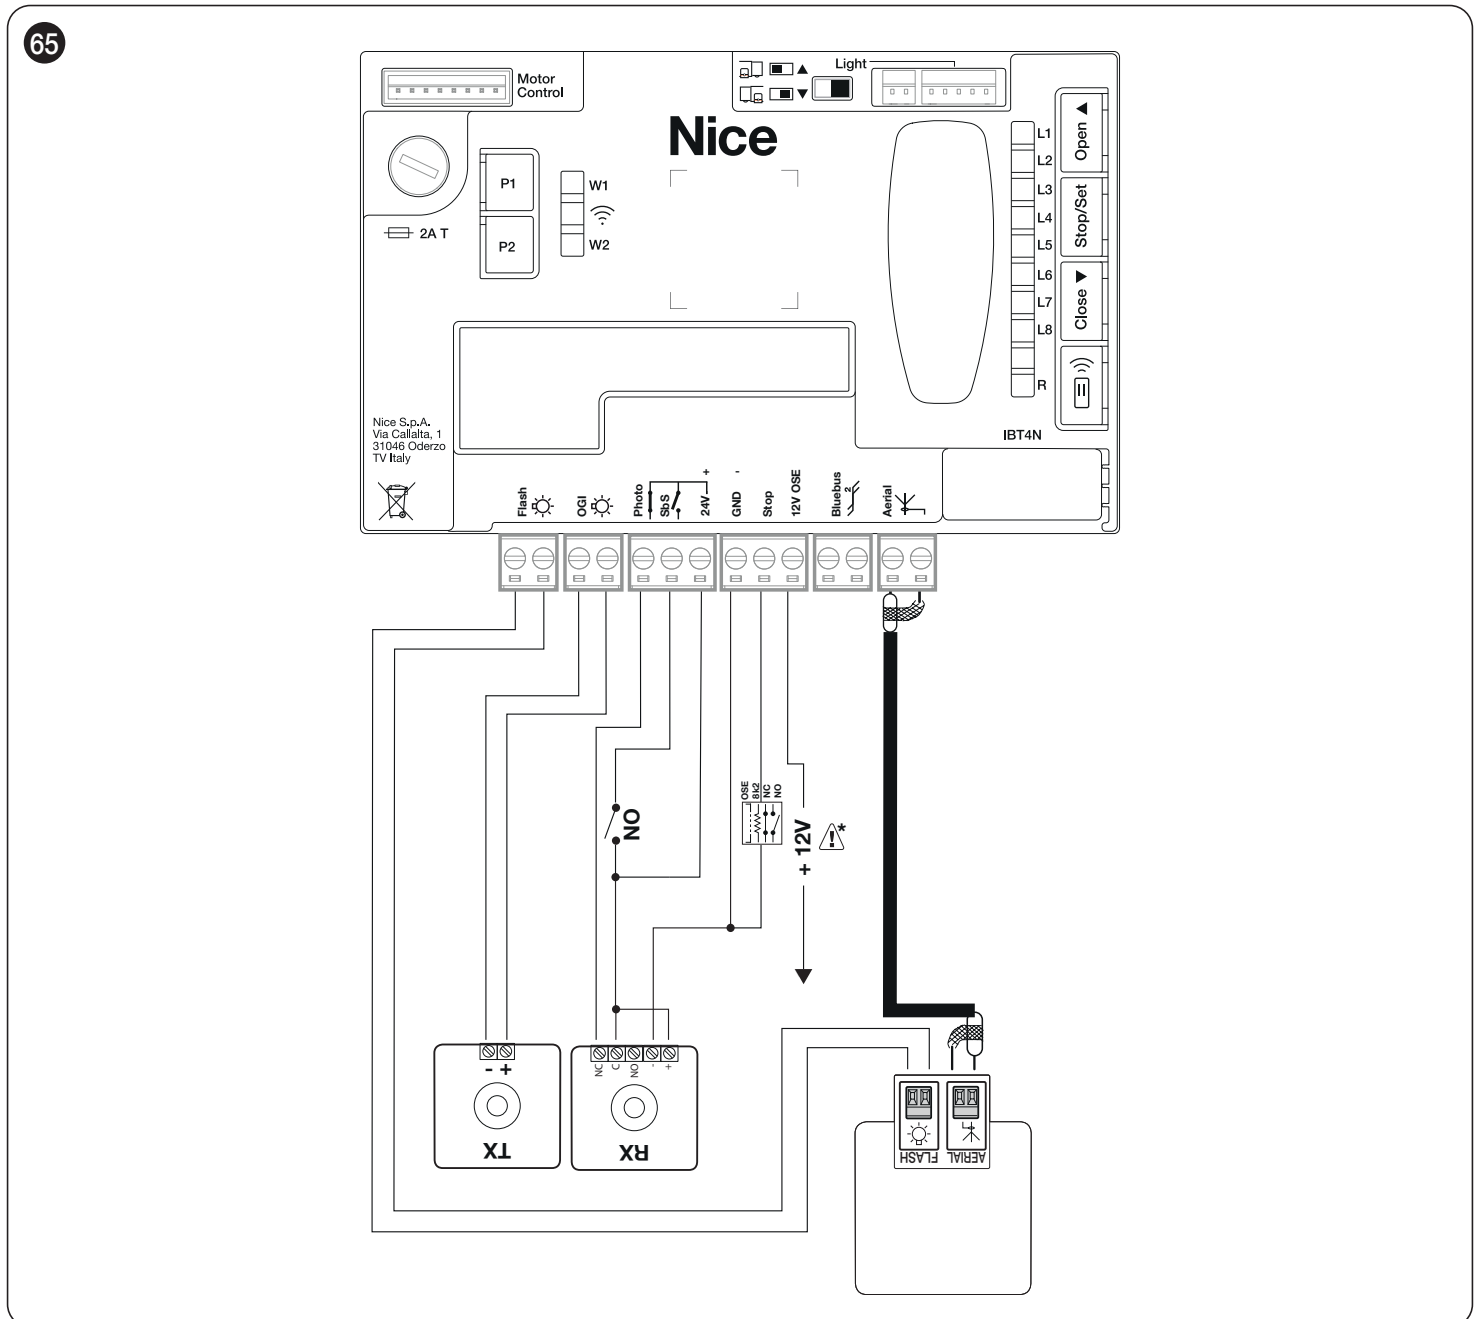 65
Motor
Control
Light
Nice
2A T
P1
P2
W1
W2
L1
L2
L3
L4
L5
L6
L7
L8
R
Open ▲
Stop/Set
Close ▼
IBT4N
Nice S.p.A.
Via Callalta, 1
31046 Oderzo
TV Italy
Flash
OGI
Photo
SbS
24V +
GND -
Stop
12V OSE
Bluebus
2
Aerial
NO
OSE
8k2
NC
NO
+ 12V
!*
- +
TX
NC
C
NO
-
+
RX
FLASH
AERIAL